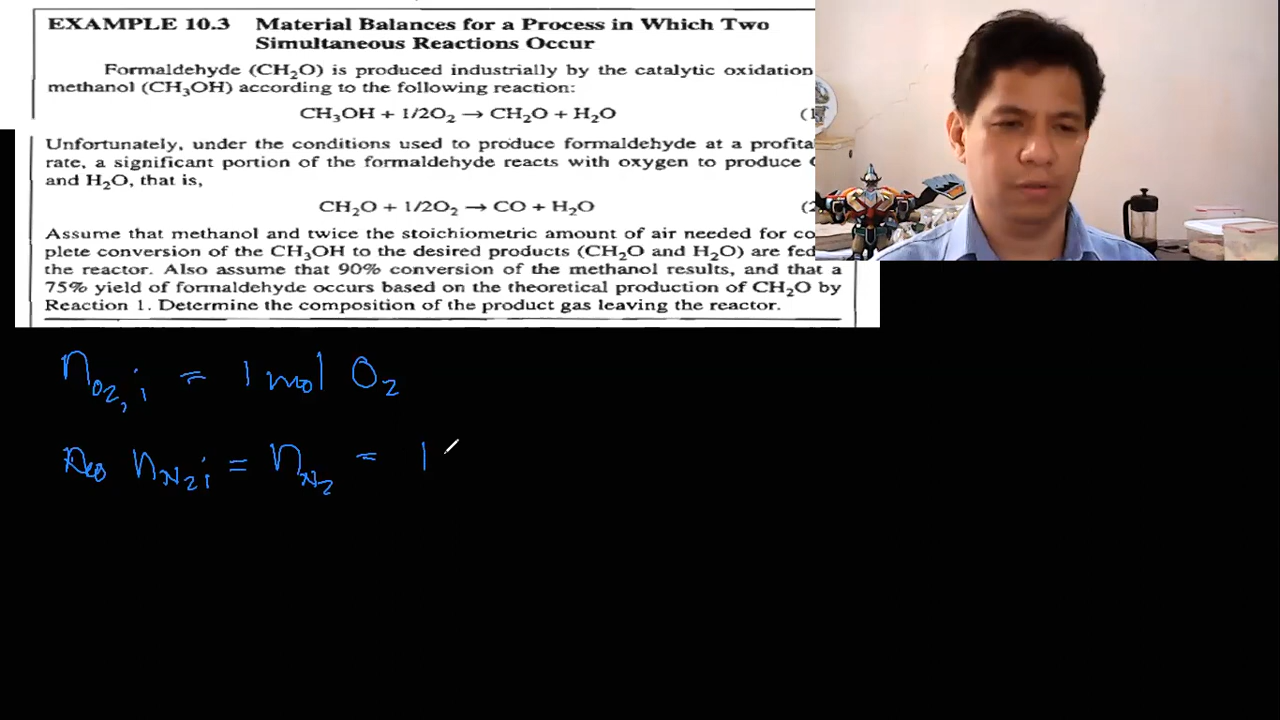 EXAMPLE 10.3 Material Balances for a Process in Which Two
Simultaneous Reactions Occur
Formaldehyde (CH₂O) is produced industrially by the catalytic oxidation
methanol (CH₃OH) according to the following reaction:
CH₃OH + 1/2O₂ → CH₂O + H₂O (1
Unfortunately, under the conditions used to produce formaldehyde at a profita
rate, a significant portion of the formaldehyde reacts with oxygen to produce
and H₂O, that is,
CH₂O + 1/2O₂ → CO + H₂O (2
Assume that methanol and twice the stoichiometric amount of air needed for co
plete conversion of the CH₃OH to the desired products (CH₂O and H₂O) are fed
the reactor. Also assume that 90% conversion of the methanol results, and that a
75% yield of formaldehyde occurs based on the theoretical production of CH₂O by
Reaction 1. Determine the composition of the product gas leaving the reactor.
n_O2,i = 1 mol O₂
n_N2i = n_N2 = 1